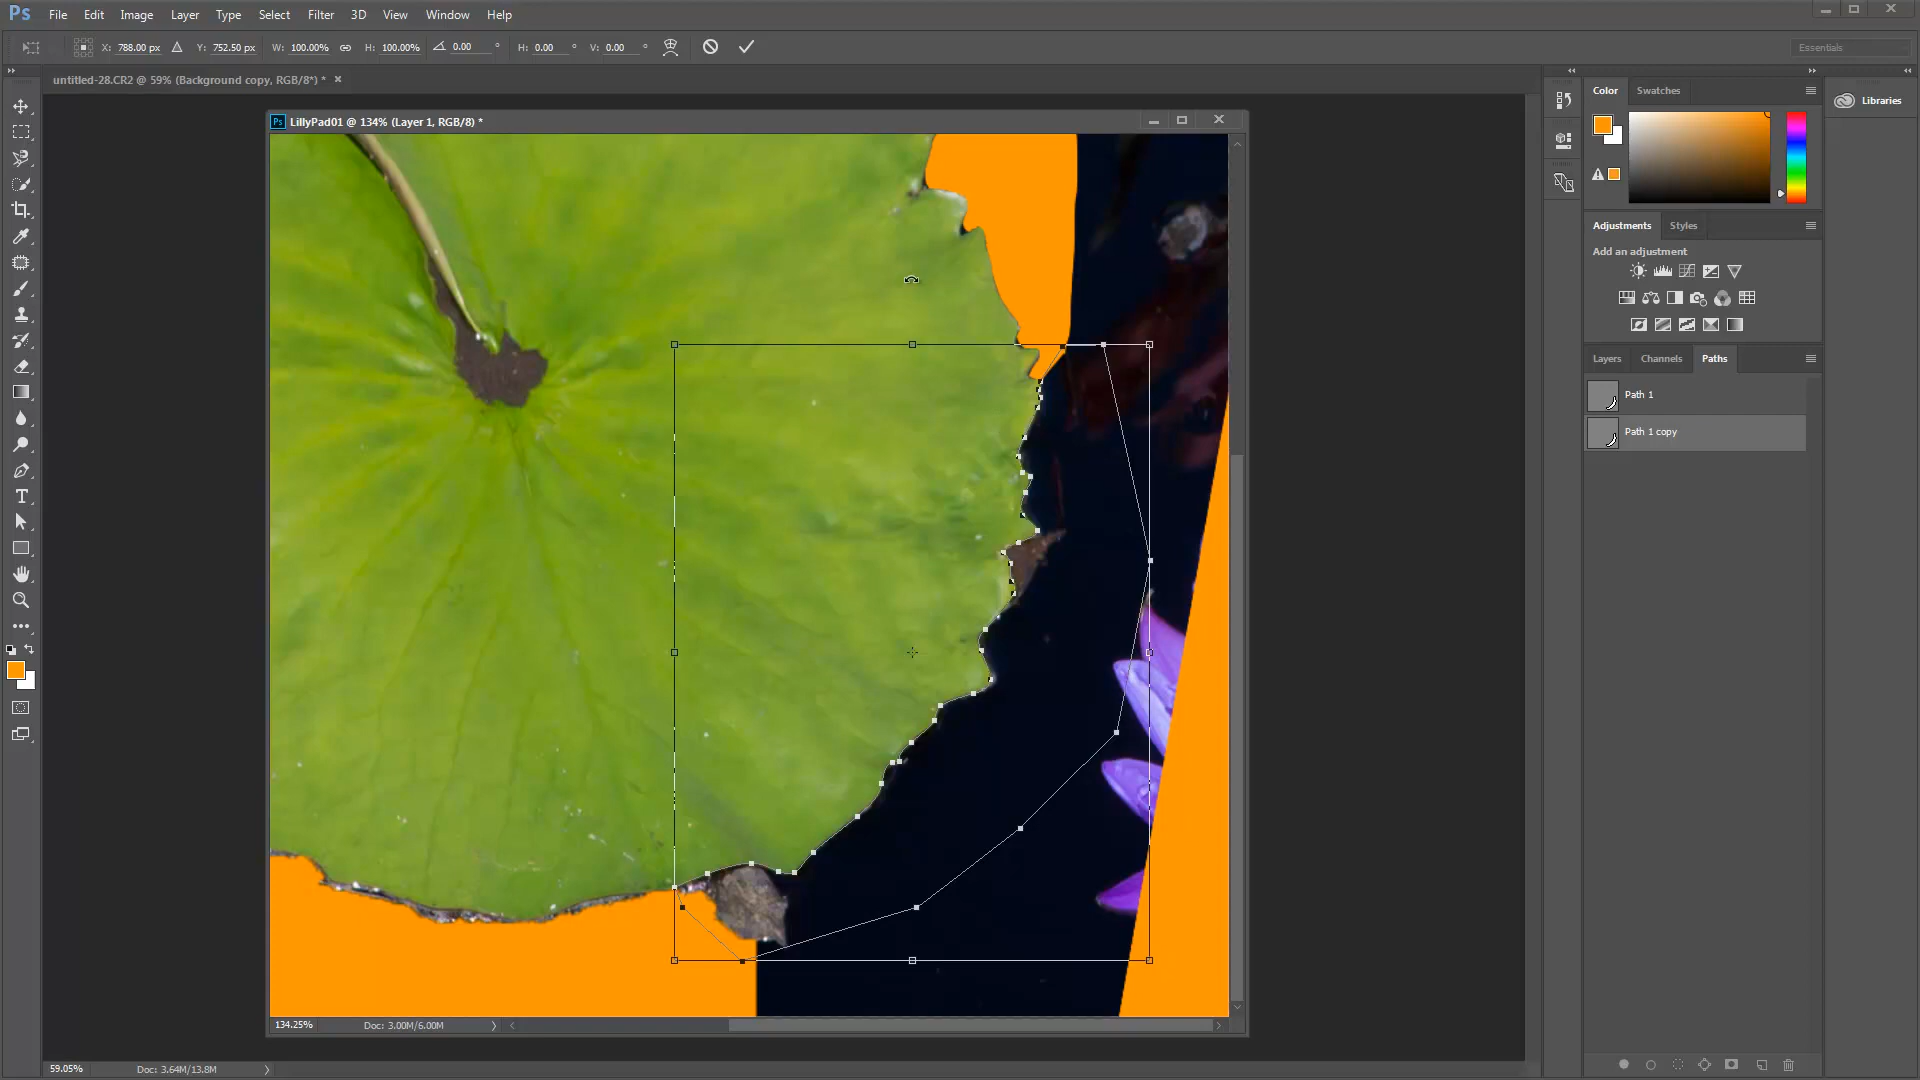 Ps File Edit Image Layer Type Select Filter 3D View Window Help
X: 788.00 px Y: 752.50 px W: 100.00% H: 100.00% 0.00 ° H: 0.00 ° V: 0.00 ° Essentials
untitled-28.CR2 @ 59% (Background copy, RGB/8*) * ×
Ps LillyPad01 @ 134% (Layer 1, RGB/8) *
Color Swatches
Libraries
Adjustments Styles
Add an adjustment
Layers Channels Paths
Path 1
Path 1 copy
134.25% Doc: 3.00M/6.00M
59.05% Doc: 3.64M/13.8M